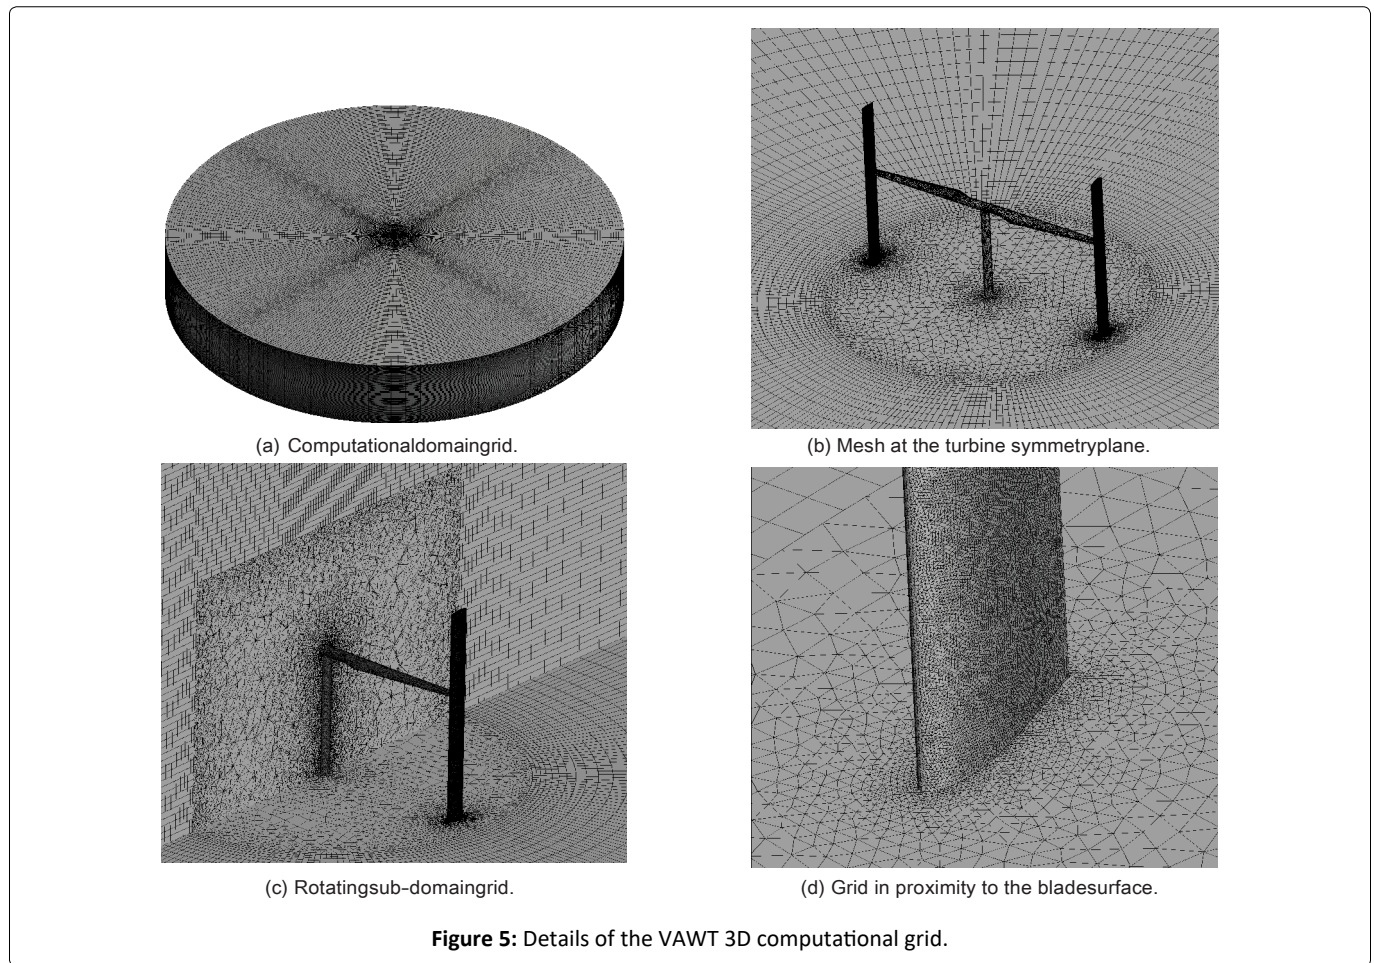 (a) Computationaldomaingrid.
(b) Mesh at the turbine symmetryplane.
(c) Rotatingsub-domaingrid.
(d) Grid in proximity to the bladesurface.
Figure 5: Details of the VAWT 3D computational grid.